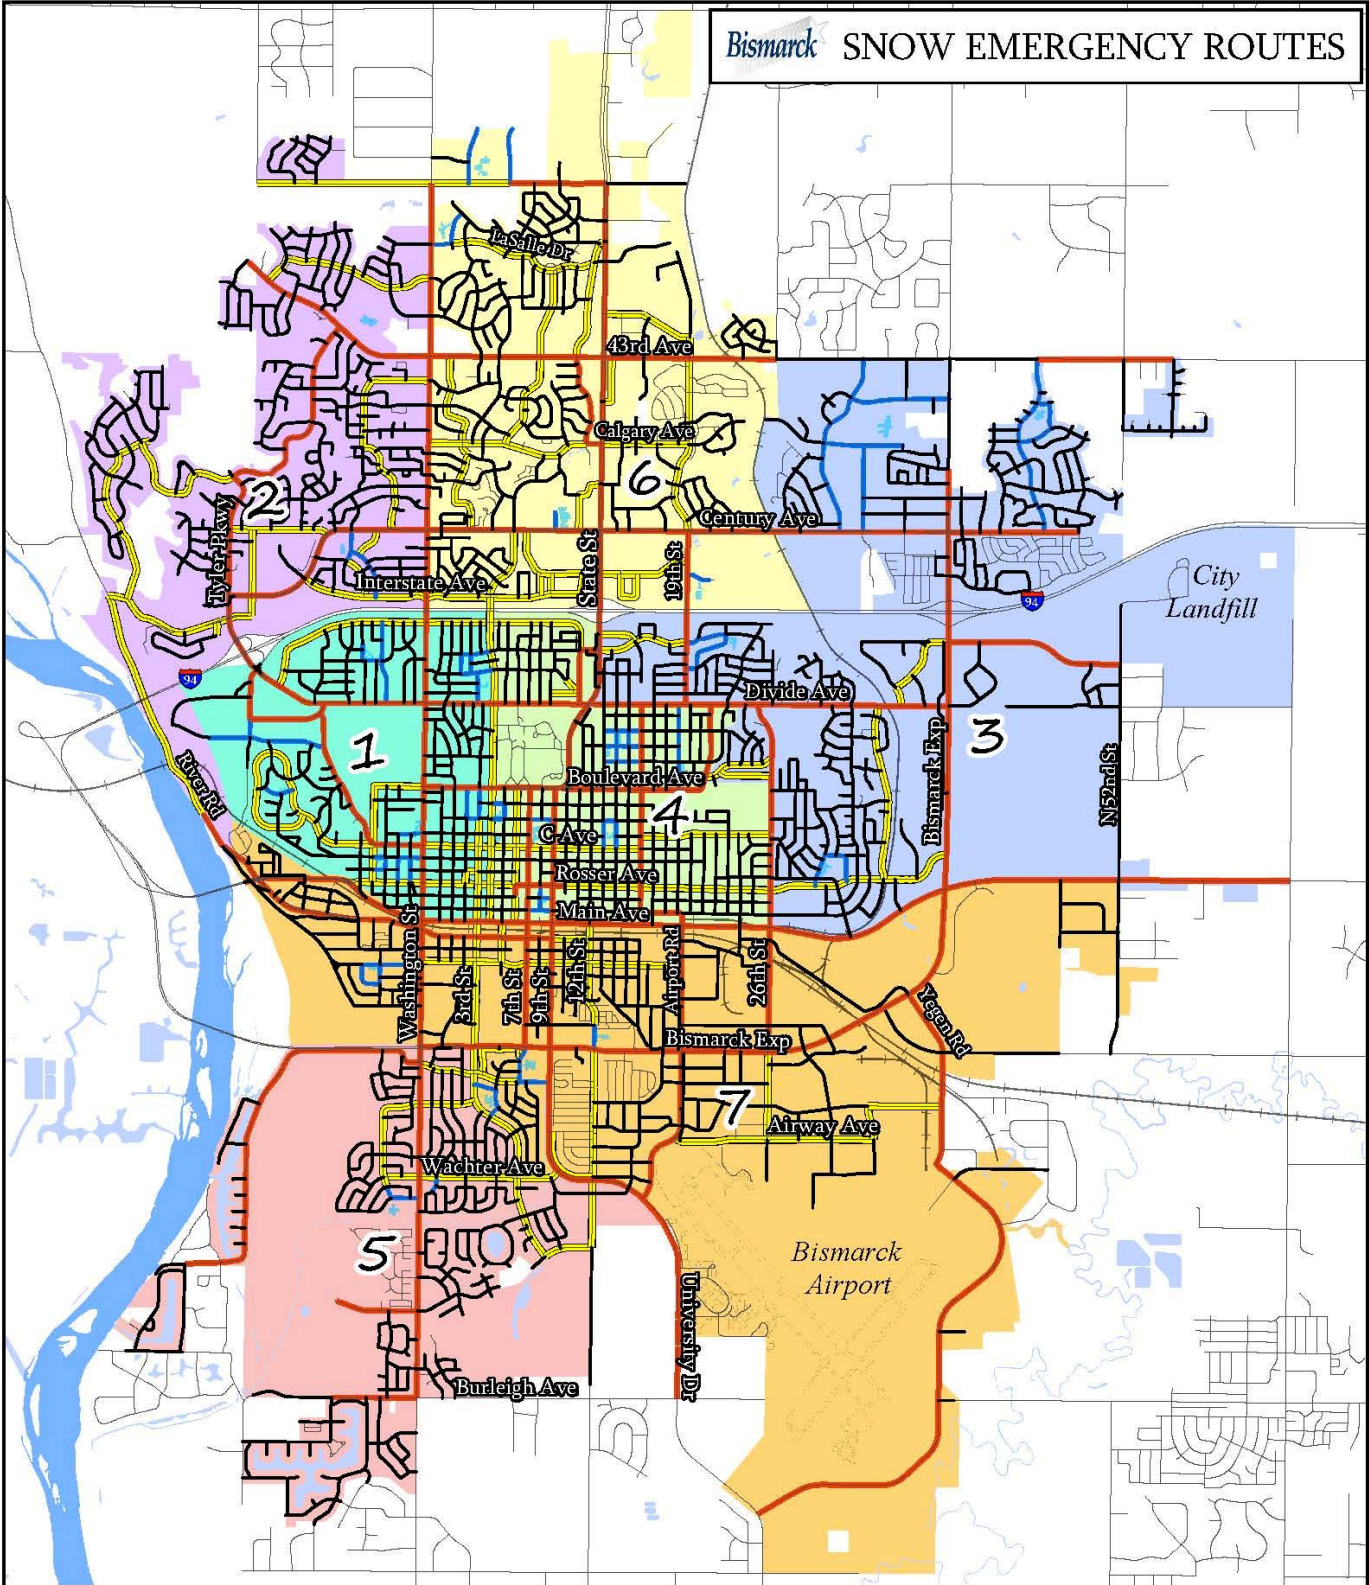 Bismarck SNOW EMERGENCY ROUTES
LaSalle Dr
43rd Ave
Calgary Ave
6
2
Tyler Pkwy
Century Ave
State St
19th St
Interstate Ave
City
Landfill
94
94
Divide Ave
1
3
Bismarck Exp
N 52nd St
River Rd
Boulevard Ave
4
C Ave
Rosser Ave
Main Ave
Washington St
3rd St
7th St
9th St
12th St
Airport Rd
26th St
Yegen Rd
Bismarck Exp
7
Airway Ave
Wachter Ave
5
Bismarck
Airport
University Dr
Burleigh Ave